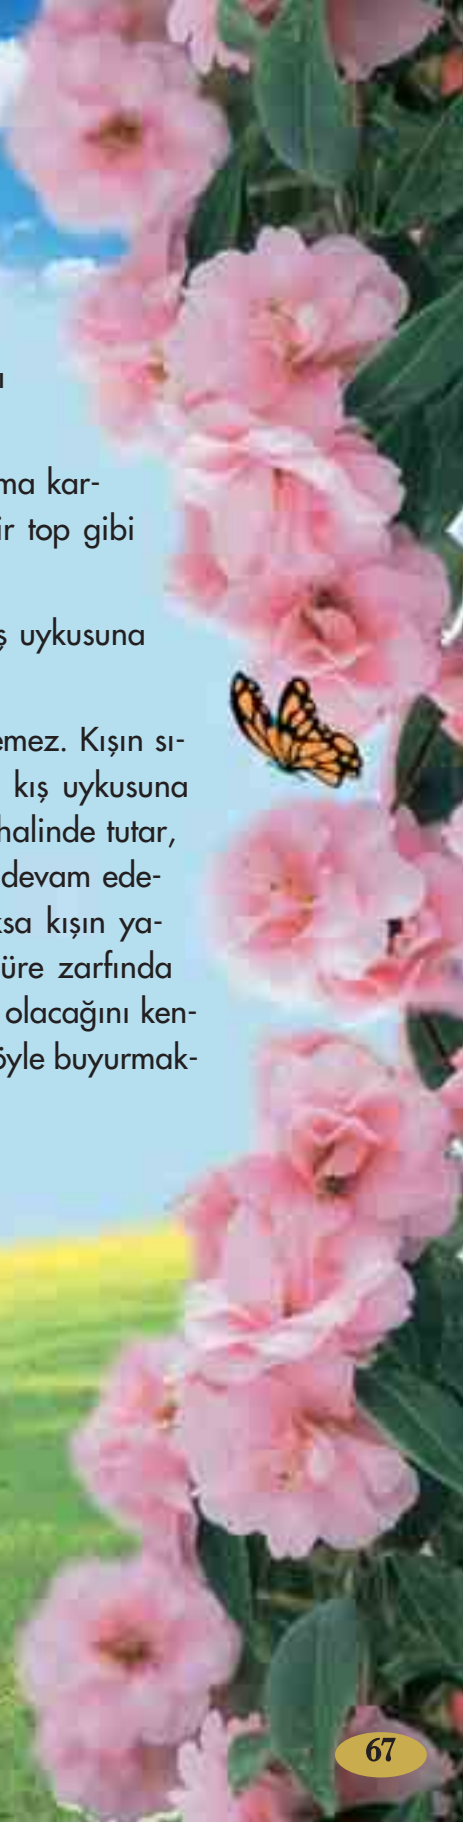 ı
ma kar-
ir top gibi
ş uykusuna
emez. Kışın sı-
kış uykusuna
halinde tutar,
devam ede-
ksa kışın ya-
üre zarfında
olacağını ken-
öyle buyurmak-
67